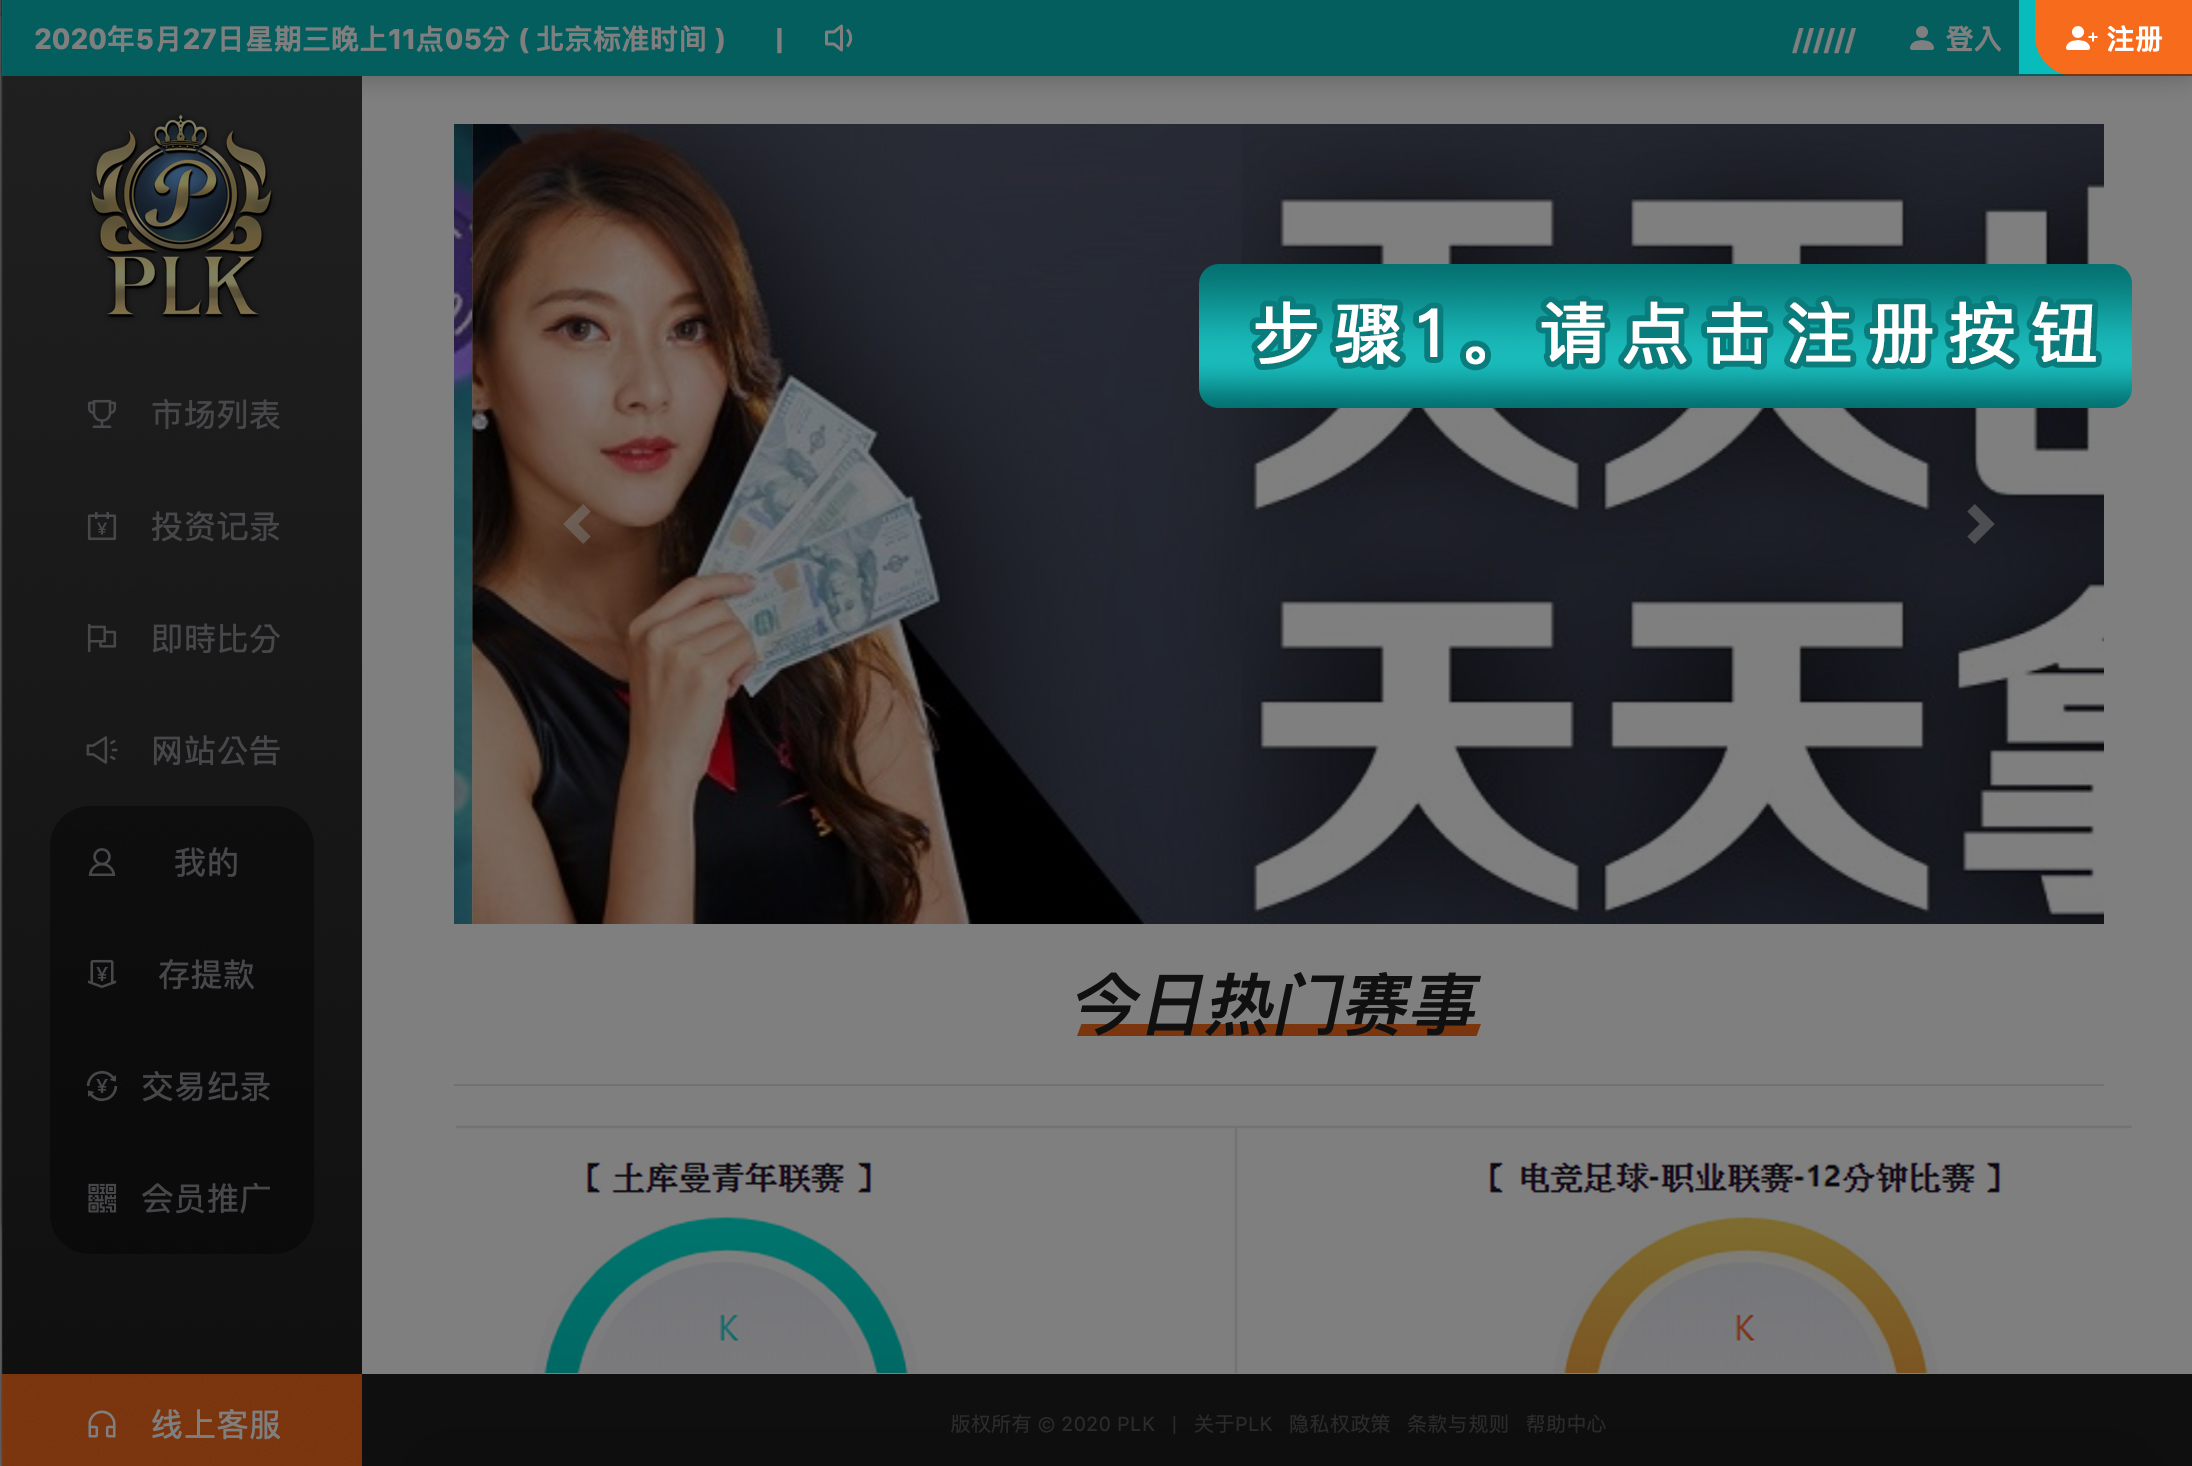 2020年5月27日星期三晚上11点05分 ( 北京标准时间 ) |
////// 登入 注册
P
PLK
天天
步骤1。请点击注册按钮
天天拿
市场列表
投资记录
即時比分
网站公告
我的
存提款
交易纪录
会员推广
今日热门赛事
【 土库曼青年联赛 】
【 电竞足球-职业联赛-12分钟比赛 】
K
K
线上客服
版权所有 © 2020 PLK | 关于PLK 隐私权政策 条款与规则 帮助中心